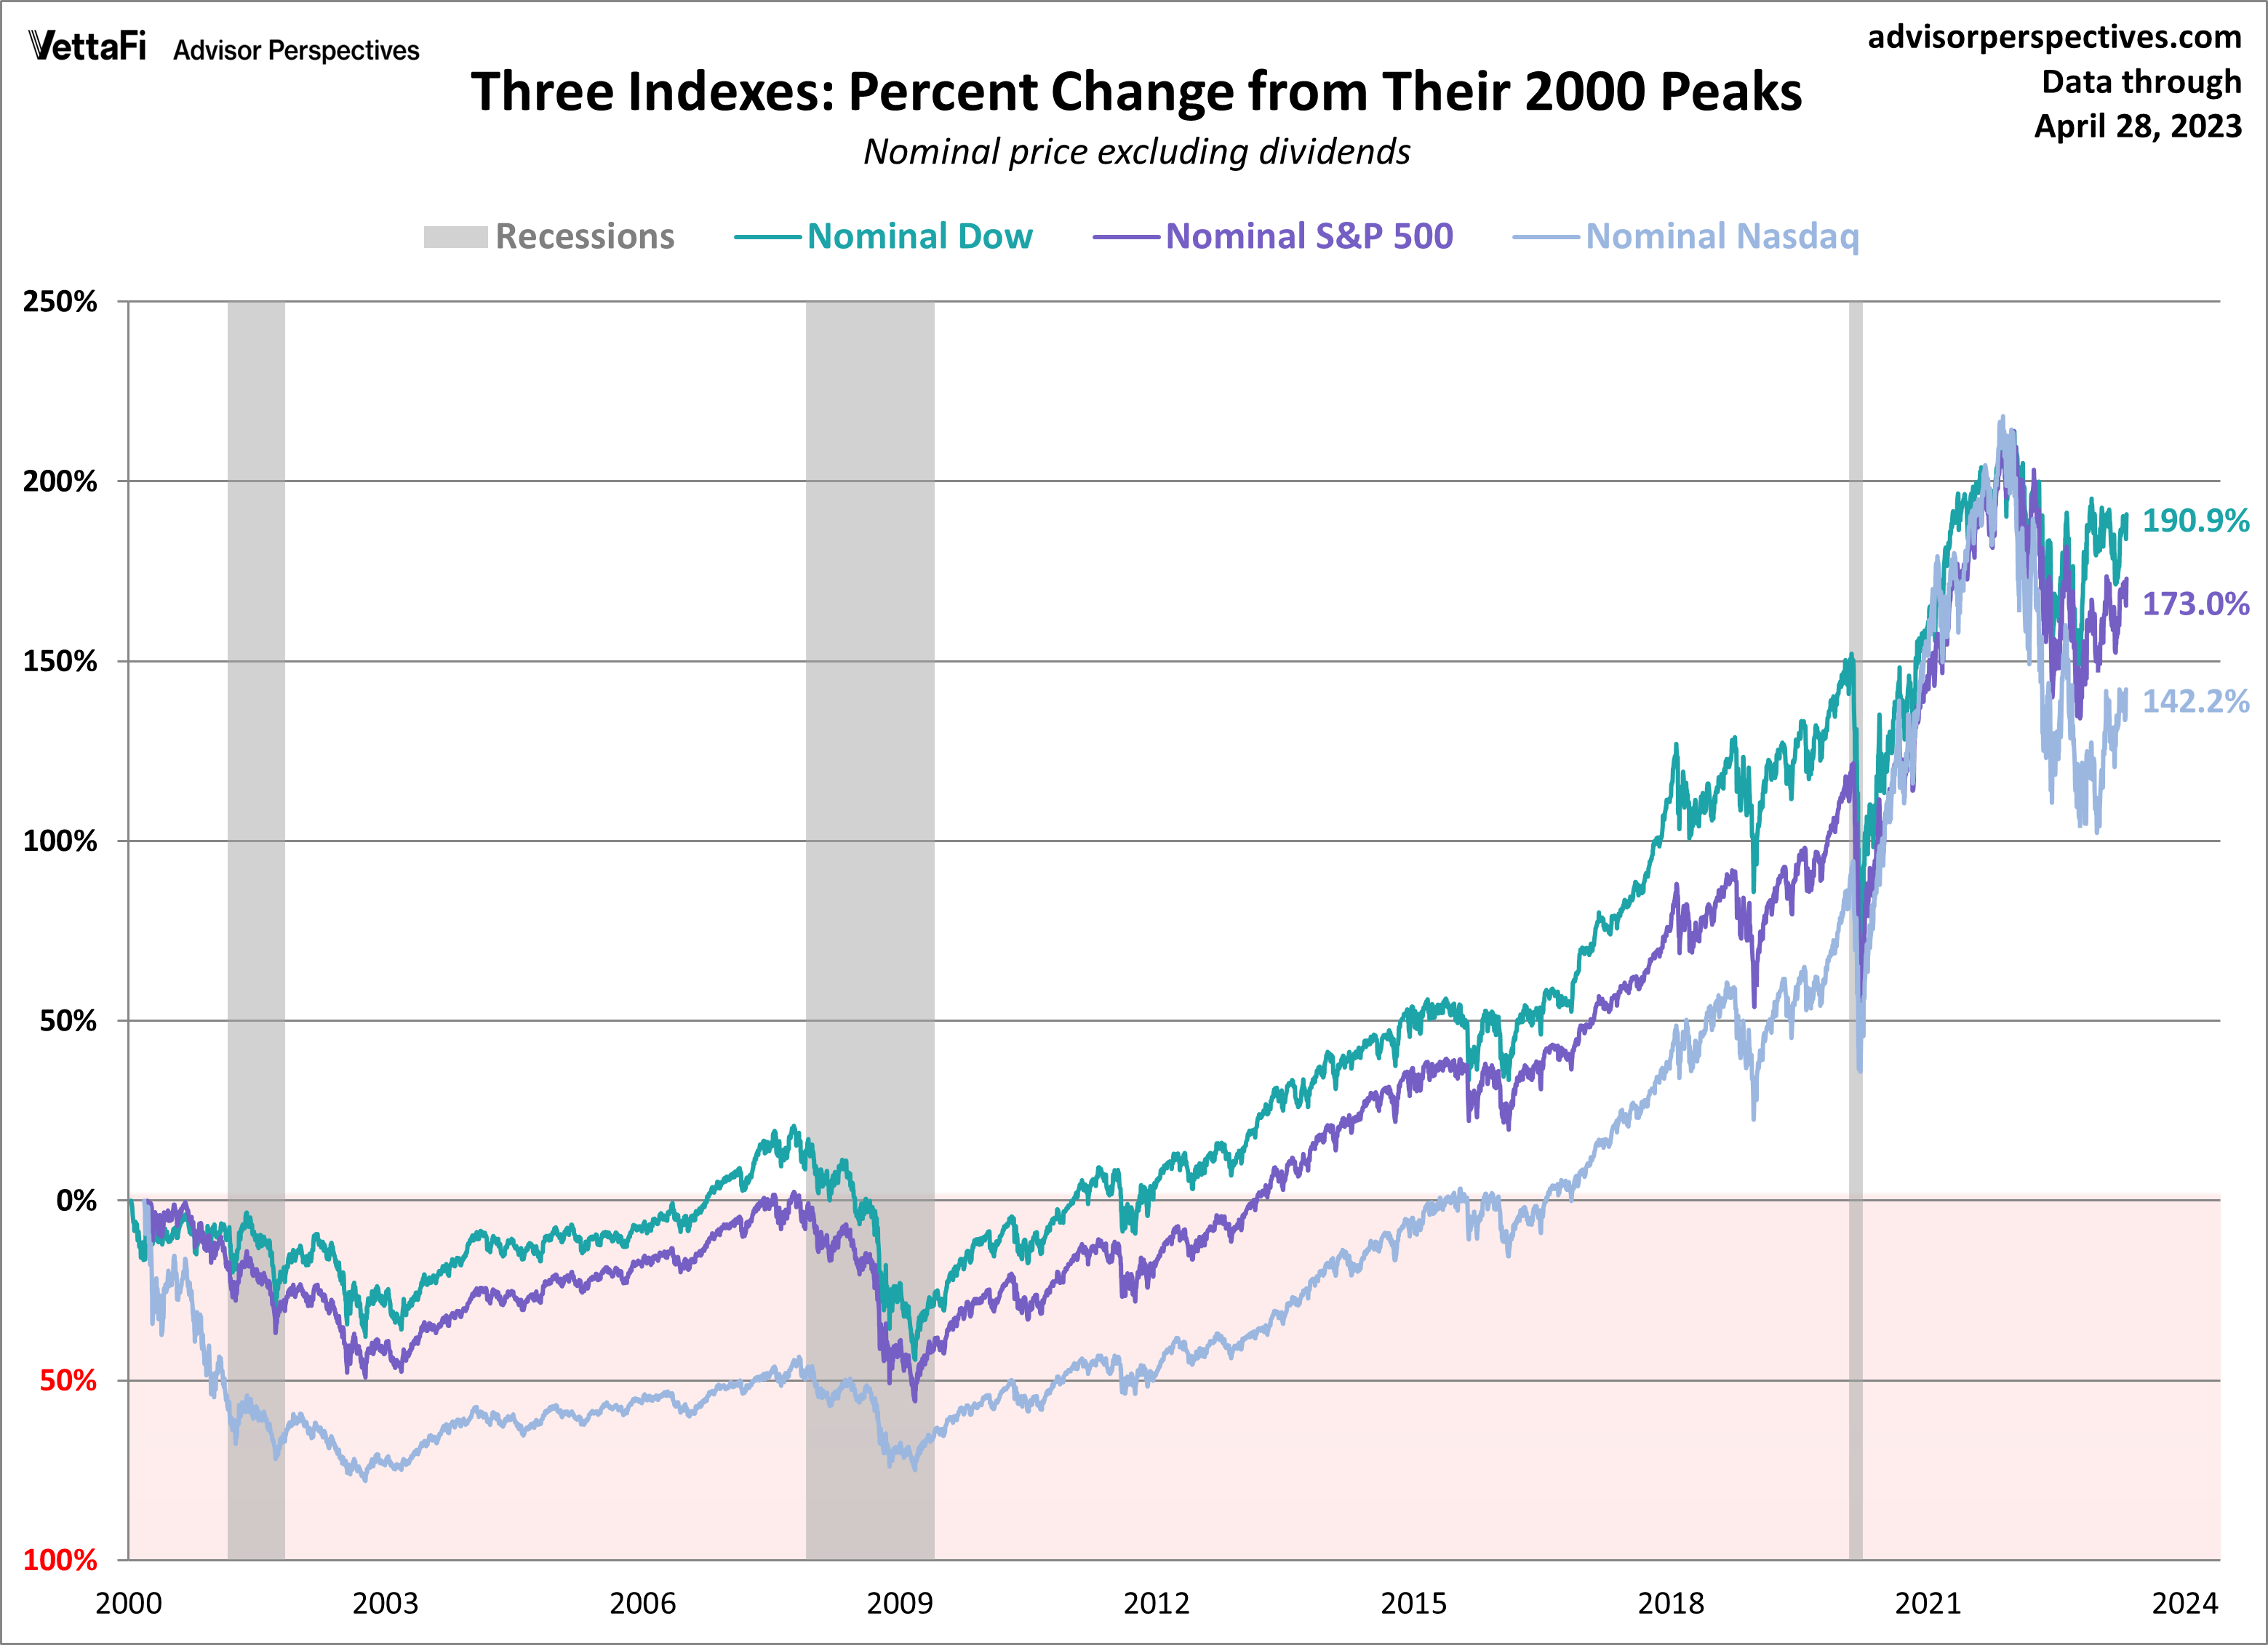 VettaFi Advisor Perspectives
advisorperspectives.com
Data through
April 28, 2023
Three Indexes: Percent Change from Their 2000 Peaks
Nominal price excluding dividends
Recessions Nominal Dow Nominal S&P 500 Nominal Nasdaq
250%
200%
190.9%
173.0%
150%
142.2%
100%
50%
0%
50%
100%
2000 2003 2006 2009 2012 2015 2018 2021 2024